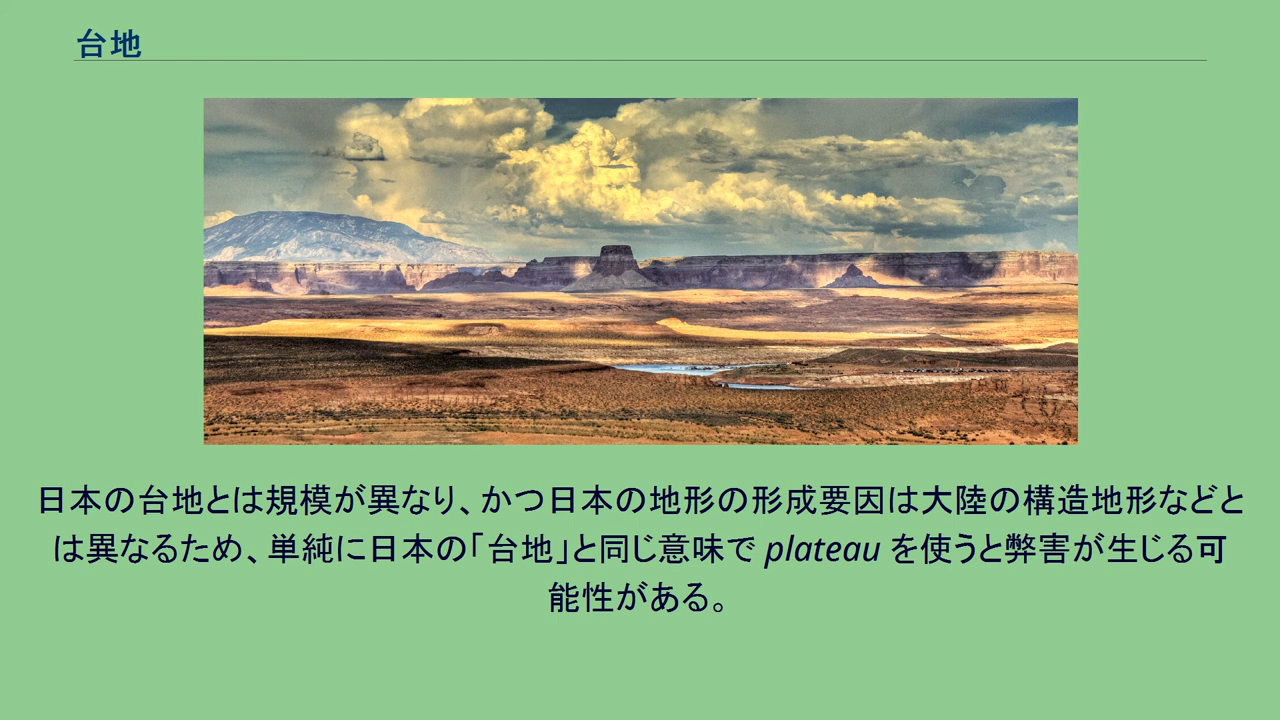 台地
日本の台地とは規模が異なり、かつ日本の地形の形成要因は大陸の構造地形などと
は異なるため、単純に日本の「台地」と同じ意味で plateau を使うと弊害が生じる可
能性がある。